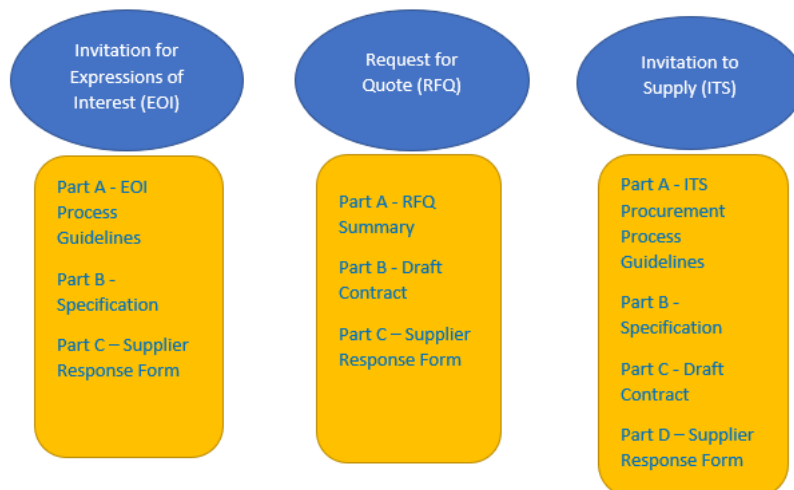 Invitation for
Expressions of
Interest (EOI)
Part A - EOI
Process
Guidelines
Part B -
Specification
Part C – Supplier
Response Form
Request for
Quote (RFQ)
Part A - RFQ
Summary
Part B - Draft
Contract
Part C – Supplier
Response Form
Invitation to
Supply (ITS)
Part A - ITS
Procurement
Process
Guidelines
Part B -
Specification
Part C - Draft
Contract
Part D – Supplier
Response Form